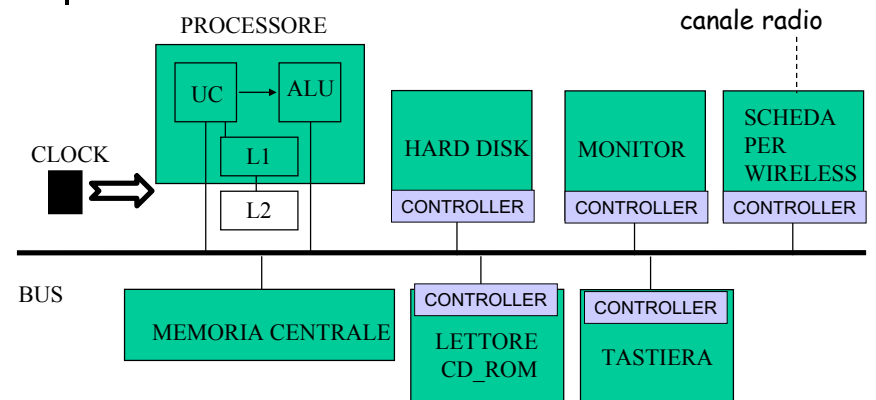 PROCESSORE
canale radio
UC
ALU
L1
L2
CLOCK
HARD DISK
CONTROLLER
MONITOR
CONTROLLER
SCHEDA
PER
WIRELESS
CONTROLLER
BUS
MEMORIA CENTRALE
CONTROLLER
LETTORE
CD_ROM
CONTROLLER
TASTIERA